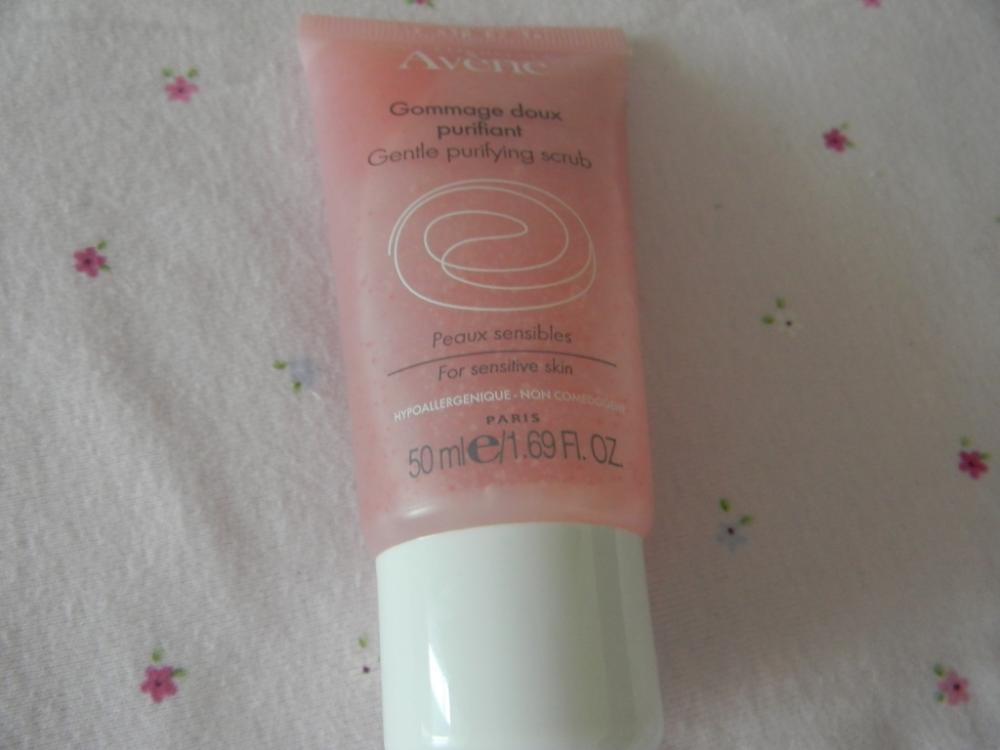 Avène
Gommage doux
purifiant
Gentle purifying scrub
Peaux sensibles
For sensitive skin
HYPOALLERGENIQUE - NON COMEDOGENE
PARIS
50 ml e/1.69 Fl. OZ.